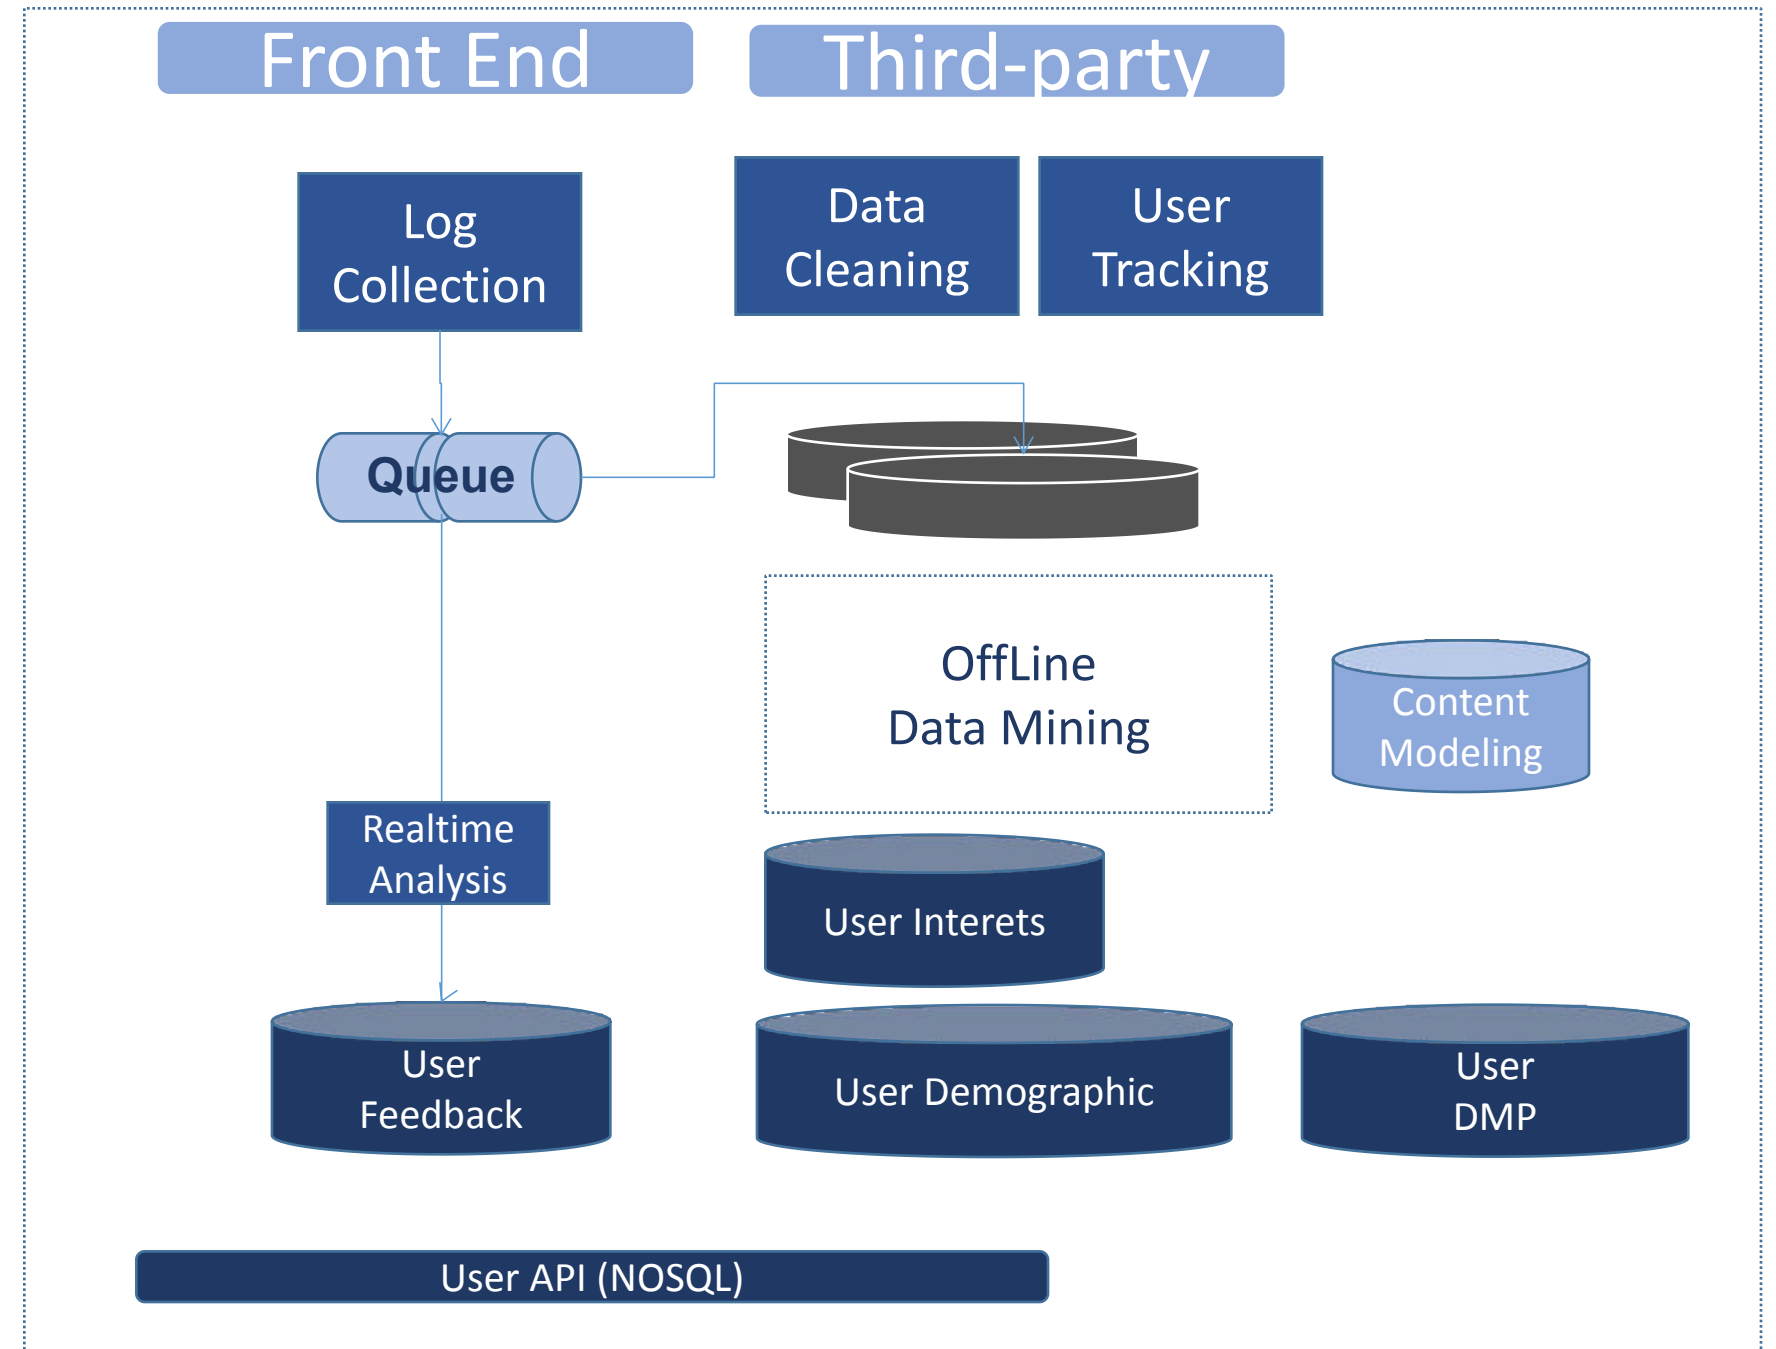 Front End
Third-party
Log
Collection
Data
Cleaning
User
Tracking
Queue
OffLine
Data Mining
Content
Modeling
Realtime
Analysis
User Interets
User
Feedback
User Demographic
User
DMP
User API (NOSQL)